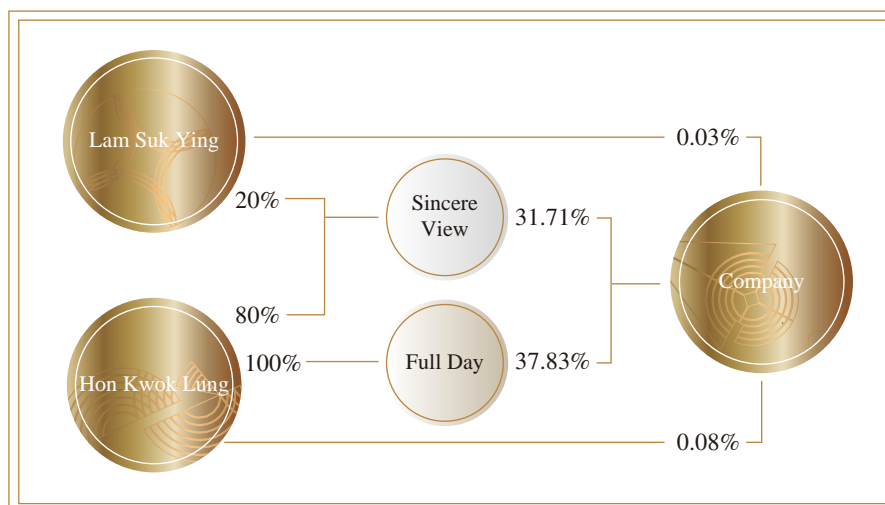 Lam Suk Ying
0.03%
20%
Sincere
View
31.71%
Company
80%
100%
Full Day
37.83%
Hon Kwok Lung
0.08%